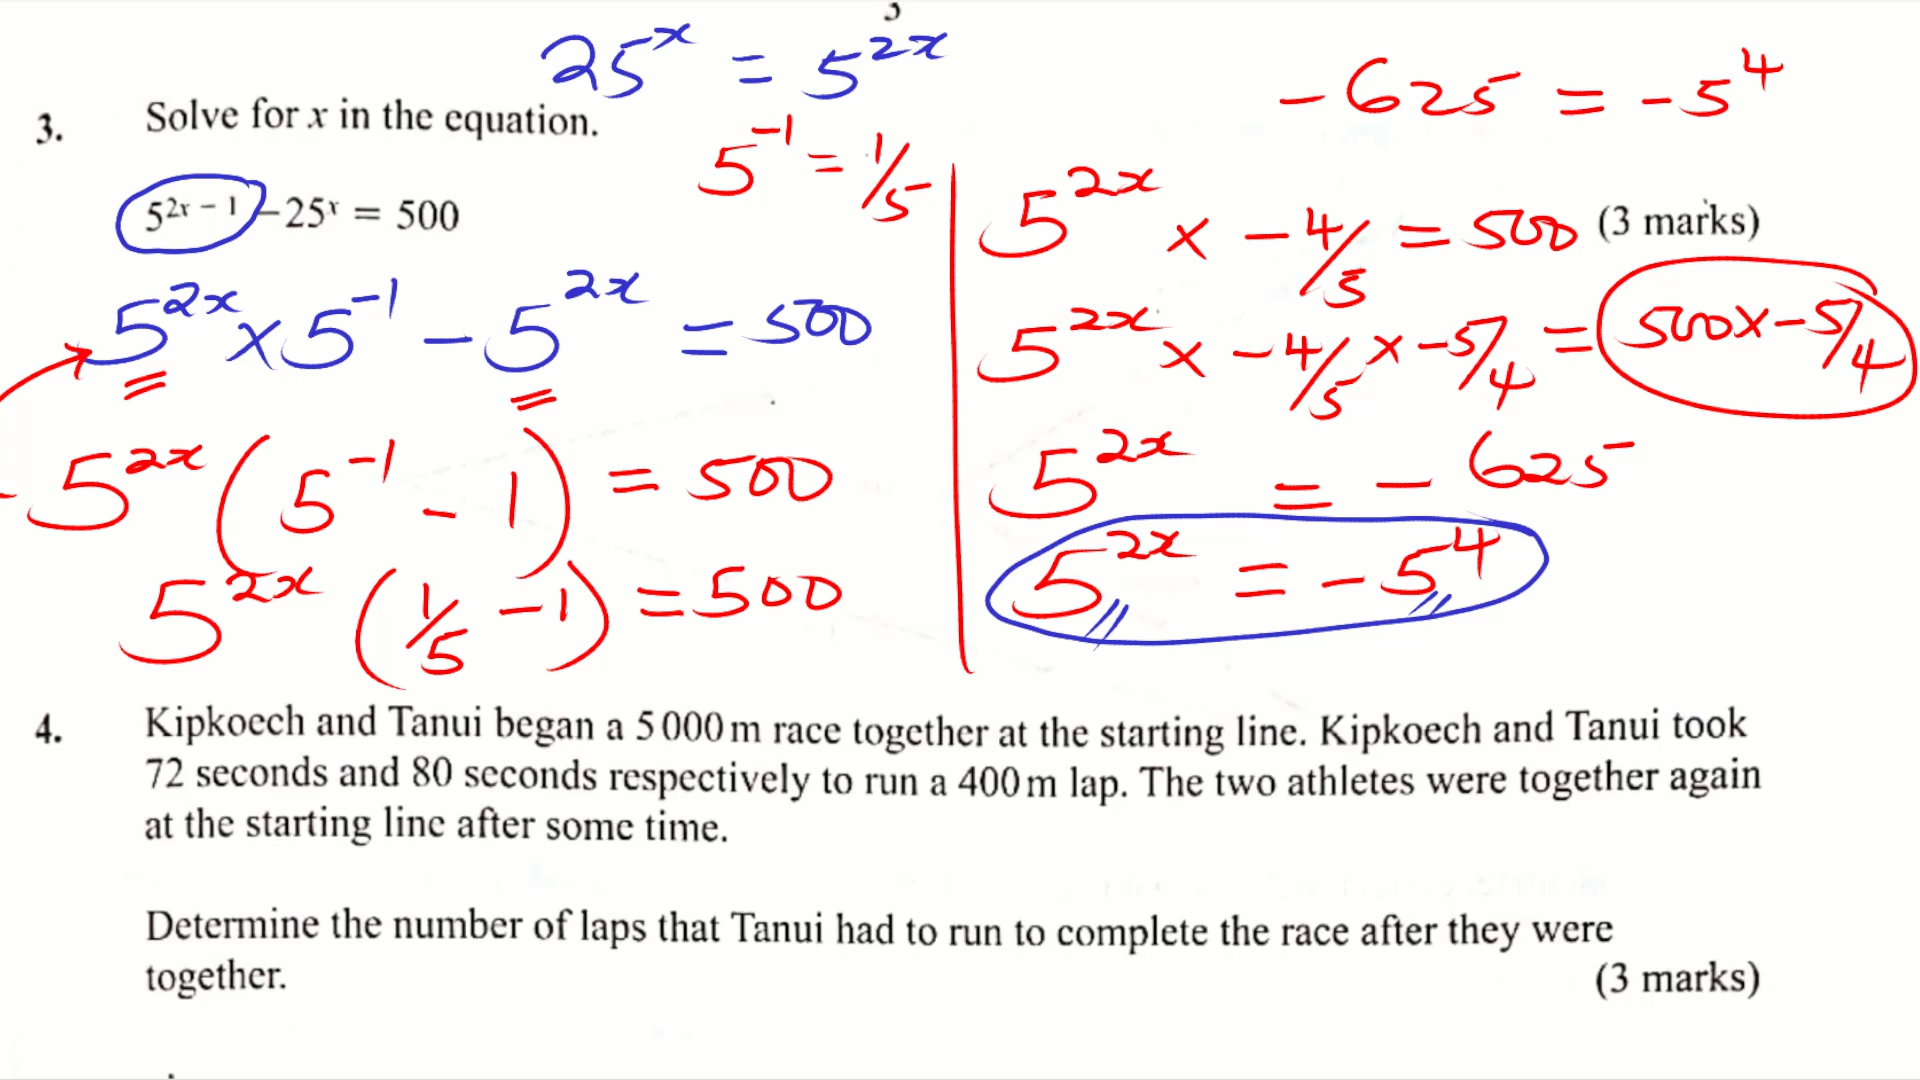 25^x = 5^2x
3. Solve for x in the equation.
5^-1 = 1/5
5^2x – 1 – 25^x = 500
5^2x × 5^-1 – 5^2x = 500
5^2x (5^-1 – 1) = 500
5^2x (1/5 – 1) = 500
-625 = -5^4
5^2x × -4/5 = 500 (3 marks)
5^2x × -4/5 × -5/4 = 500 × -5/4
5^2x = -625
5^2x = -5^4
4. Kipkoech and Tanui began a 5 000 m race together at the starting line. Kipkoech and Tanui took
72 seconds and 80 seconds respectively to run a 400 m lap. The two athletes were together again
at the starting line after some time.
Determine the number of laps that Tanui had to run to complete the race after they were
together.
(3 marks)